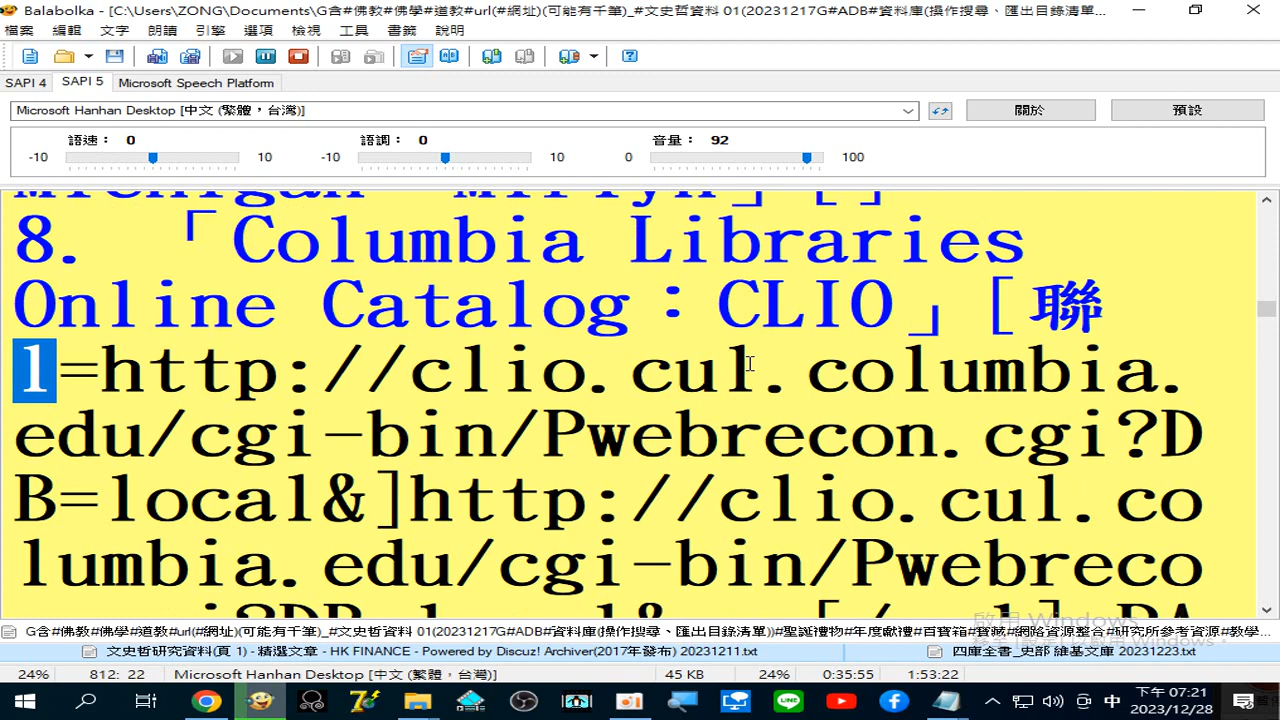 Balabolka - [C:\Users\ZONG\Documents\G含#佛教#佛學#道教#url(#網址)(可能有千筆)_#文史哲資料 01(20231217G#ADB#資料庫(操作搜尋、匯出目錄清單...
檔案 編輯 文字 朗讀 引擎 選項 檢視 工具 書籤 說明
SAPI 4 SAPI 5 Microsoft Speech Platform
Microsoft Hanhan Desktop [中文 (繁體，台灣)] 關於 預設
語速： 0 語調： 0 音量： 92
-10 10 -10 10 0 100
8. 「Columbia Libraries
Online Catalog：CLIO」[聯
l=http://clio.cul.columbia.
edu/cgi-bin/Pwebrecon.cgi?D
B=local&]http://clio.cul.co
lumbia.edu/cgi-bin/Pwebreco
啟用 Windows
G含#佛教#佛學#道教#url(#網址)(可能有千筆)_#文史哲資料 01(20231217G#ADB#資料庫(操作搜尋、匯出目錄清單))#聖誕禮物#年度獻禮#百寶箱#寶城#網路資源整合#研究所參考資源#教學...
文史哲研究資料(頁 1) - 精選文章 - HK FINANCE - Powered by Discuz! Archiver(2017年發布) 20231211.txt 四庫全書_史部 維基文庫 20231223.txt
24% 812: 22 Microsoft Hanhan Desktop [中文 (繁體，台灣)] 45 KB 24% 0:35:55 1:53:22
中 下午 07:21
2023/12/28